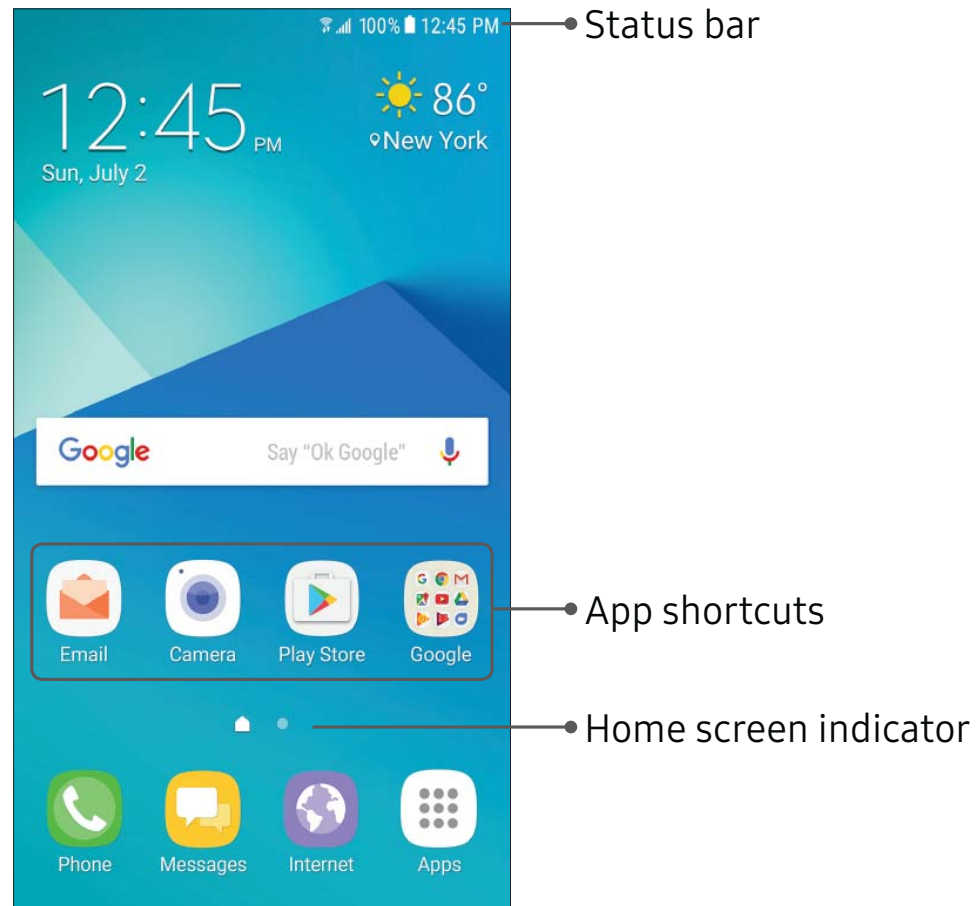 100% 12:45 PM
Status bar
12:45 PM
86°
New York
Sun, July 2
Google Say "Ok Google"
Email Camera Play Store Google
App shortcuts
Home screen indicator
Phone Messages Internet Apps